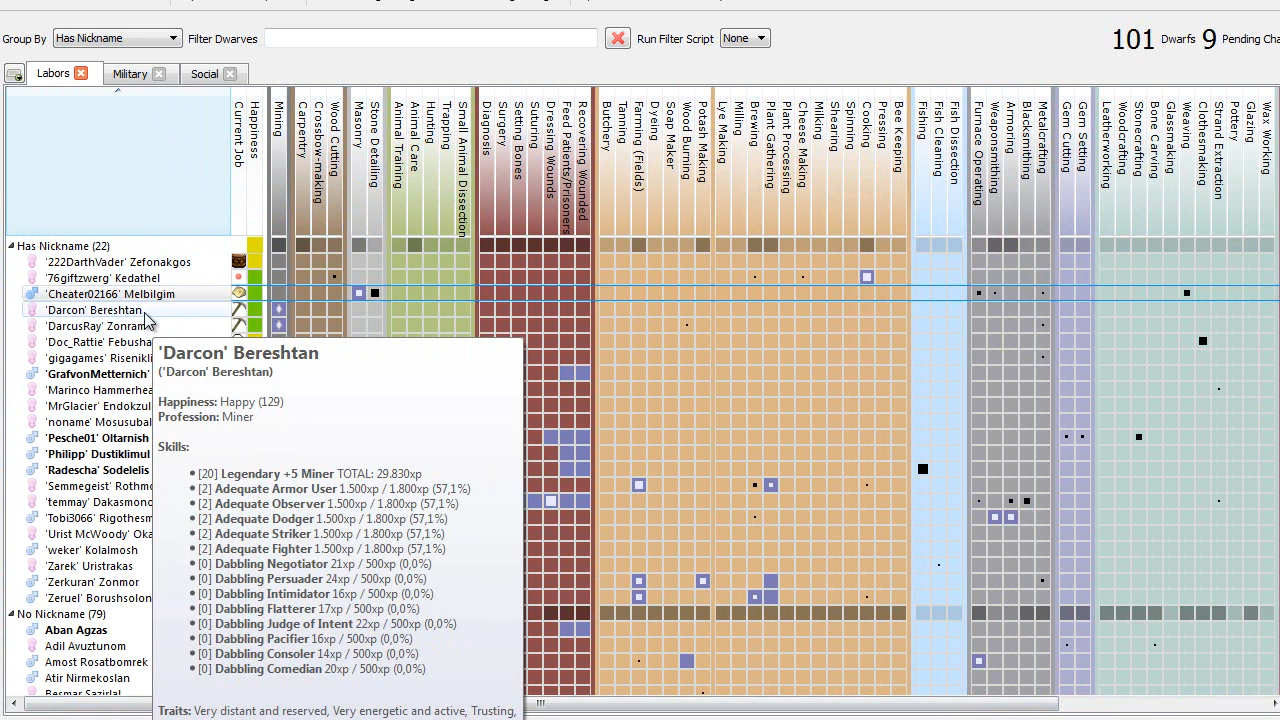 Group By Has Nickname Filter Dwarves Run Filter Script None 101 Dwarfs 9 Pending Cha
Labors Military Social
Current Job
Happiness
Mining
Carpentry
Crossbow-making
Wood Cutting
Masonry
Stone Detailing
Animal Training
Animal Care
Hunting
Trapping
Small Animal Dissection
Diagnosis
Surgery
Setting Bones
Suturing
Dressing Wounds
Feed Patients/Prisoners
Recovering Wounded
Butchery
Tanning
Farming (Fields)
Dyeing
Soap Maker
Wood Burning
Potash Making
Lye Making
Milling
Brewing
Plant Gathering
Plant Processing
Cheese Making
Milking
Shearing
Spinning
Cooking
Pressing
Bee Keeping
Fishing
Fish Cleaning
Fish Dissection
Furnace Operating
Weaponsmithing
Armoring
Blacksmithing
Metalcrafting
Gem Cutting
Gem Setting
Leatherworking
Woodcrafting
Stonecrafting
Bone Carving
Glassmaking
Weaving
Clothesmaking
Strand Extraction
Pottery
Glazing
Wax Working
Has Nickname (22)
'222DarthVader' Zefonakgos
'76giftzwerg' Kedathel
'Cheater02166' Melbilgim
'Darcon' Bereshtan
'DarcusRay' Zonram
'Doc_Rattie' Febusha
'gigagames' Risenikli
'GrafvonMetternich'
'Marinco Hammerhea
'MrGlacier' Endokzul
'noname' Mosusubal
'Pesche01' Oltarnish
'Philipp' Dustiklimul
'Radescha' Sodelelis
'Semmegeist' Rothmo
'temmay' Dakasmono
'Tobi3066' Rigothesm
'Urist McWoody' Oka
'weker' Kolalmosh
'Zarek' Uristrakas
'Zerkuran' Zonmor
'Zeruel' Borushsolon
No Nickname (79)
Aban Agzas
Adil Avuztunom
Amost Rosatbomrek
Atir Nirmekoslan
Besmar Sazirlal
'Darcon' Bereshtan
('Darcon' Bereshtan)
Happiness: Happy (129)
Profession: Miner
Skills:
• [20] Legendary +5 Miner TOTAL: 29.830xp
• [2] Adequate Armor User 1.500xp / 1.800xp (57,1%)
• [2] Adequate Observer 1.500xp / 1.800xp (57,1%)
• [2] Adequate Dodger 1.500xp / 1.800xp (57,1%)
• [2] Adequate Striker 1.500xp / 1.800xp (57,1%)
• [2] Adequate Fighter 1.500xp / 1.800xp (57,1%)
• [0] Dabbling Negotiator 21xp / 500xp (0,0%)
• [0] Dabbling Persuader 24xp / 500xp (0,0%)
• [0] Dabbling Intimidator 16xp / 500xp (0,0%)
• [0] Dabbling Flatterer 17xp / 500xp (0,0%)
• [0] Dabbling Judge of Intent 22xp / 500xp (0,0%)
• [0] Dabbling Pacifier 16xp / 500xp (0,0%)
• [0] Dabbling Consoler 14xp / 500xp (0,0%)
• [0] Dabbling Comedian 20xp / 500xp (0,0%)
Traits: Very distant and reserved, Very energetic and active, Trusting,